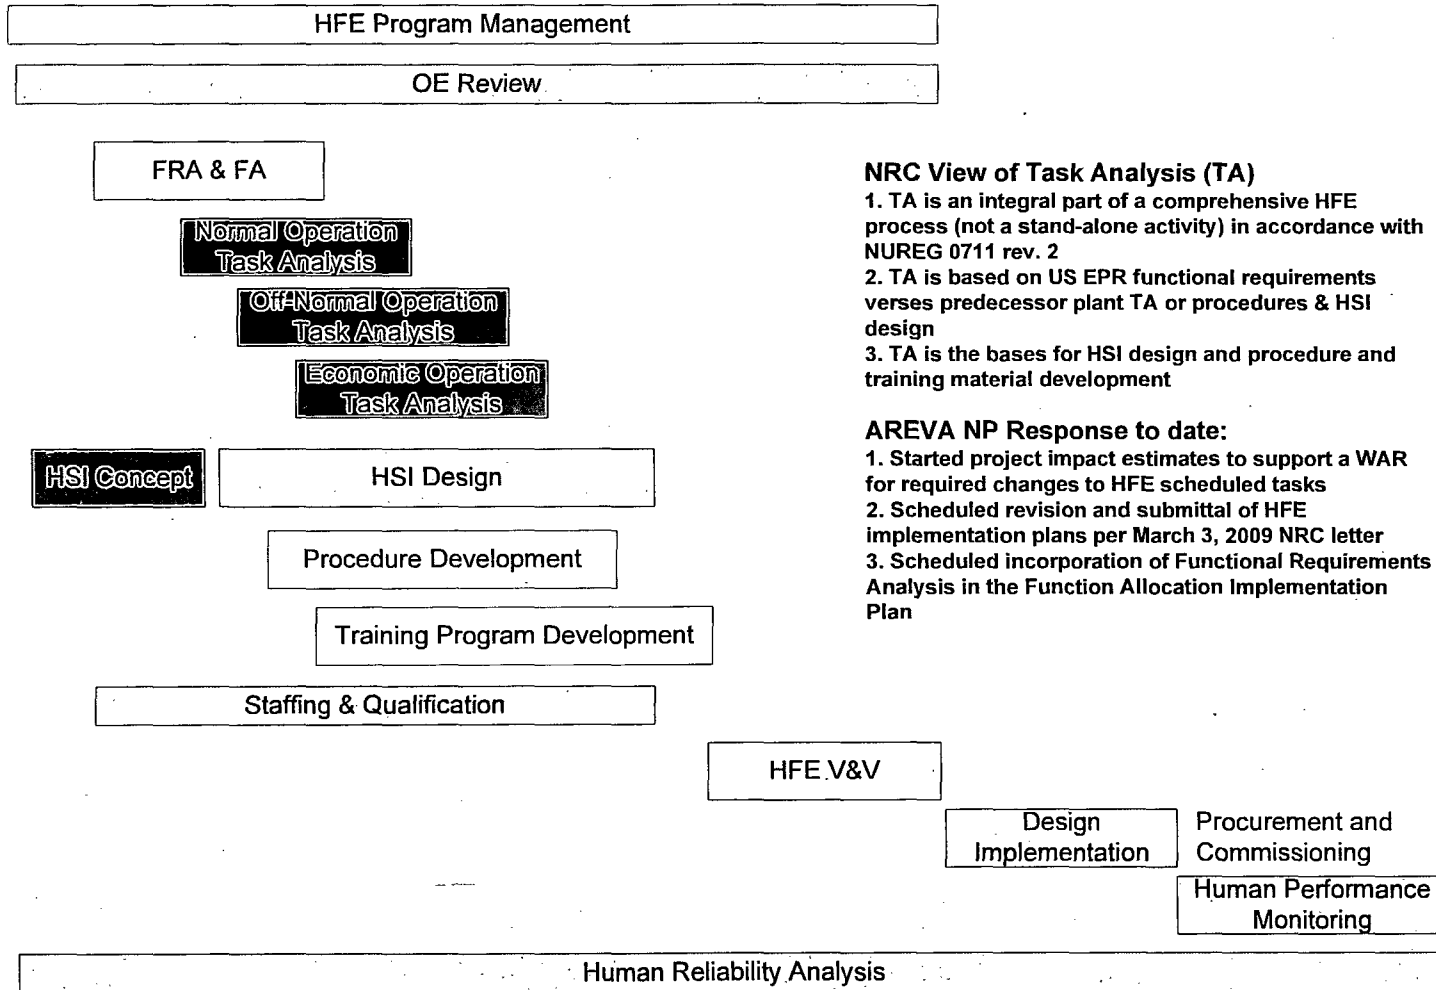 HFE Program Management
OE Review
FRA & FA
Normal Operation
Task Analysis
Off-Normal Operation
Task Analysis
Economic Operation
Task Analysis
HSI Concept
HSI Design
Procedure Development
Training Program Development
Staffing & Qualification
HFE V&V
Design
Implementation
Procurement and
Commissioning
Human Performance
Monitoring
Human Reliability Analysis
NRC View of Task Analysis (TA)
1. TA is an integral part of a comprehensive HFE
process (not a stand-alone activity) in accordance with
NUREG 0711 rev. 2
2. TA is based on US EPR functional requirements
verses predecessor plant TA or procedures & HSI
design
3. TA is the bases for HSI design and procedure and
training material development
AREVA NP Response to date:
1. Started project impact estimates to support a WAR
for required changes to HFE scheduled tasks
2. Scheduled revision and submittal of HFE
implementation plans per March 3, 2009 NRC letter
3. Scheduled incorporation of Functional Requirements
Analysis in the Function Allocation Implementation
Plan